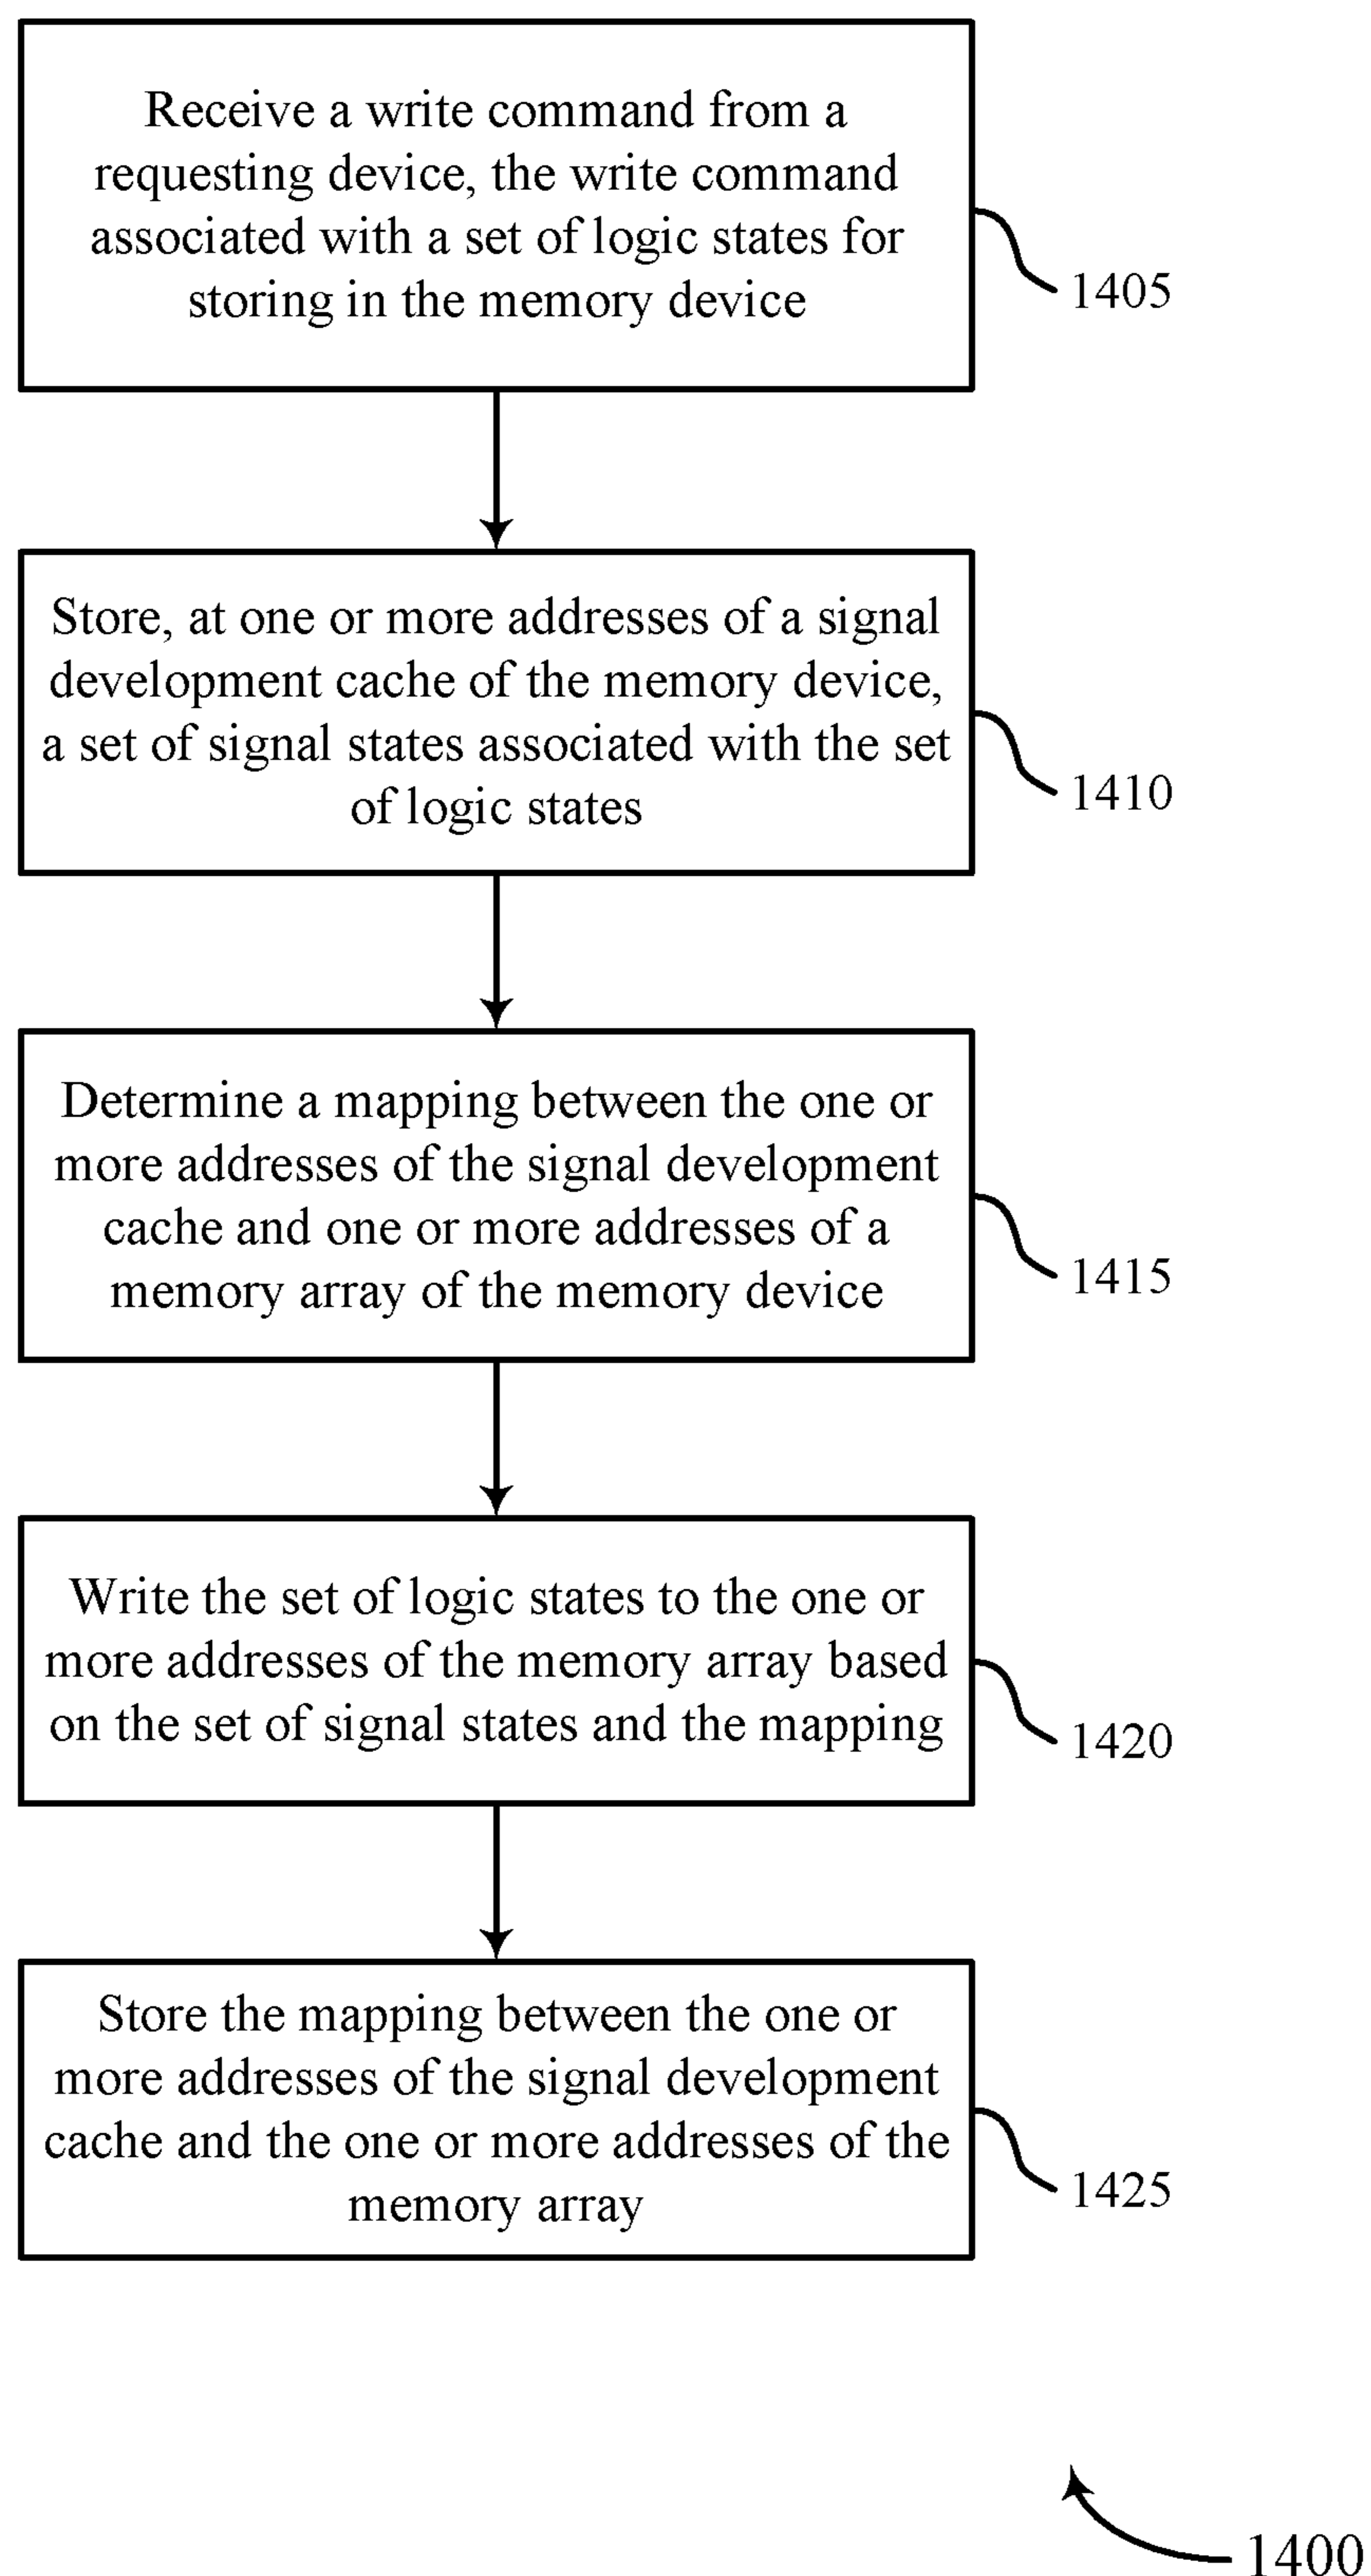 Receive a write command from a
requesting device, the write command
associated with a set of logic states for
storing in the memory device
1405
Store, at one or more addresses of a signal
development cache of the memory device,
a set of signal states associated with the set
of logic states
1410
Determine a mapping between the one or
more addresses of the signal development
cache and one or more addresses of a
memory array of the memory device
1415
Write the set of logic states to the one or
more addresses of the memory array based
on the set of signal states and the mapping
1420
Store the mapping between the one or
more addresses of the signal development
cache and the one or more addresses of the
memory array
1425
1400